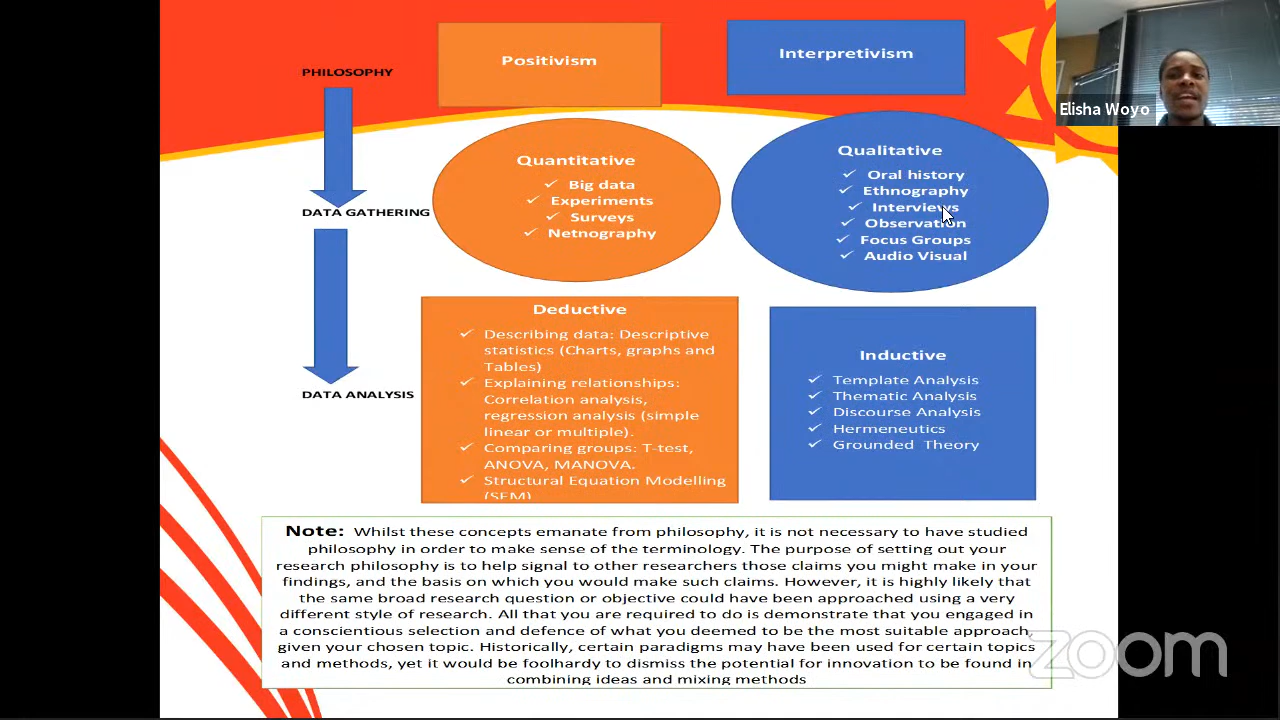 PHILOSOPHY
Positivism
Interpretivism
Elisha Woyo
DATA GATHERING
Quantitative
✓ Big data
✓ Experiments
✓ Surveys
✓ Netnography
Qualitative
✓ Oral history
✓ Ethnography
✓ Interviews
✓ Observation
✓ Focus Groups
✓ Audio Visual
DATA ANALYSIS
Deductive
✓ Describing data: Descriptive
statistics (Charts, graphs and
Tables)
✓ Explaining relationships:
Correlation analysis,
regression analysis (simple
linear or multiple).
✓ Comparing groups: T-test,
ANOVA, MANOVA.
✓ Structural Equation Modelling
(SEM)
Inductive
✓ Template Analysis
✓ Thematic Analysis
✓ Discourse Analysis
✓ Hermeneutics
✓ Grounded Theory
Note: Whilst these concepts emanate from philosophy, it is not necessary to have studied
philosophy in order to make sense of the terminology. The purpose of setting out your
research philosophy is to help signal to other researchers those claims you might make in your
findings, and the basis on which you would make such claims. However, it is highly likely that
the same broad research question or objective could have been approached using a very
different style of research. All that you are required to do is demonstrate that you engaged in
a conscientious selection and defence of what you deemed to be the most suitable approach,
given your chosen topic. Historically, certain paradigms may have been used for certain topics
and methods, yet it would be foolhardy to dismiss the potential for innovation to be found in
combining ideas and mixing methods
zoom